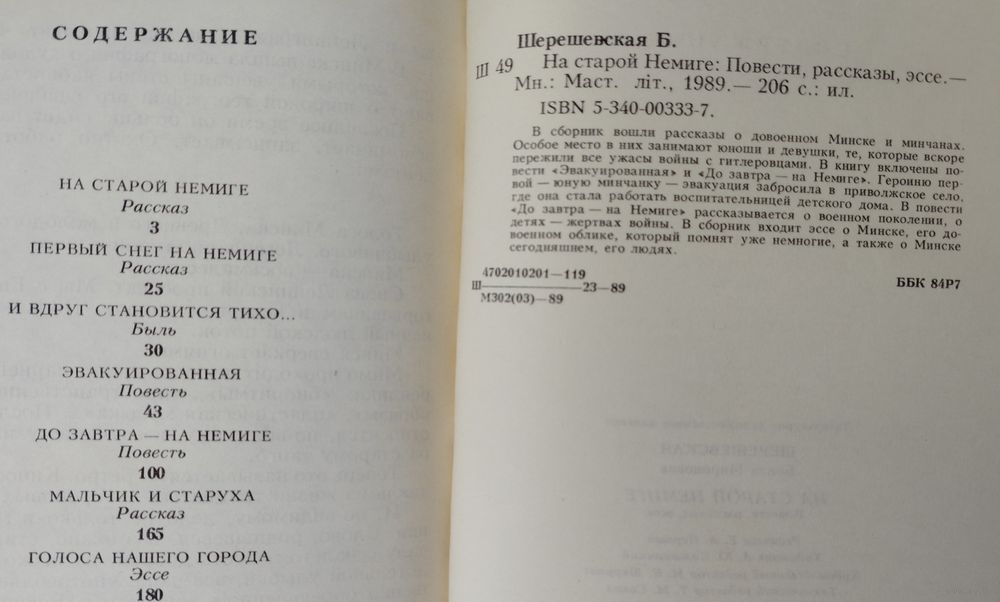 СОДЕРЖАНИЕ
НА СТАРОЙ НЕМИГЕ
Рассказ
3
ПЕРВЫЙ СНЕГ НА НЕМИГЕ
Рассказ
25
И ВДРУГ СТАНОВИТСЯ ТИХО...
Быль
30
ЭВАКУИРОВАННАЯ
Повесть
43
ДО ЗАВТРА — НА НЕМИГЕ
Повесть
100
МАЛЬЧИК И СТАРУХА
Рассказ
165
ГОЛОСА НАШЕГО ГОРОДА
Эссе
180
Шерешевская Б.
Ш 49 На старой Немиге: Повести, рассказы, эссе.—
Мн.: Маст. літ., 1989.— 206 с.: ил.
ISBN 5-340-00333-7.
В сборник вошли рассказы о довоенном Минске и минчанах.
Особое место в них занимают юноши и девушки, те, которые вскоре
пережили все ужасы войны с гитлеровцами. В книгу включены по-
вести «Эвакуированная» и «До завтра — на Немиге». Героиню пер-
вой — юную минчанку — эвакуация забросила в приволжское село,
где она стала работать воспитательницей детского дома. В повести
«До завтра — на Немиге» рассказывается о военном поколении, о
детях — жертвах войны. В сборник входит эссе о Минске, его до-
военном облике, который помнят уже немногие, а также о Минске
сегодняшнем, его людях.
4702010201—119
Ш————23—89
М302(03)—89
ББК 84Р7